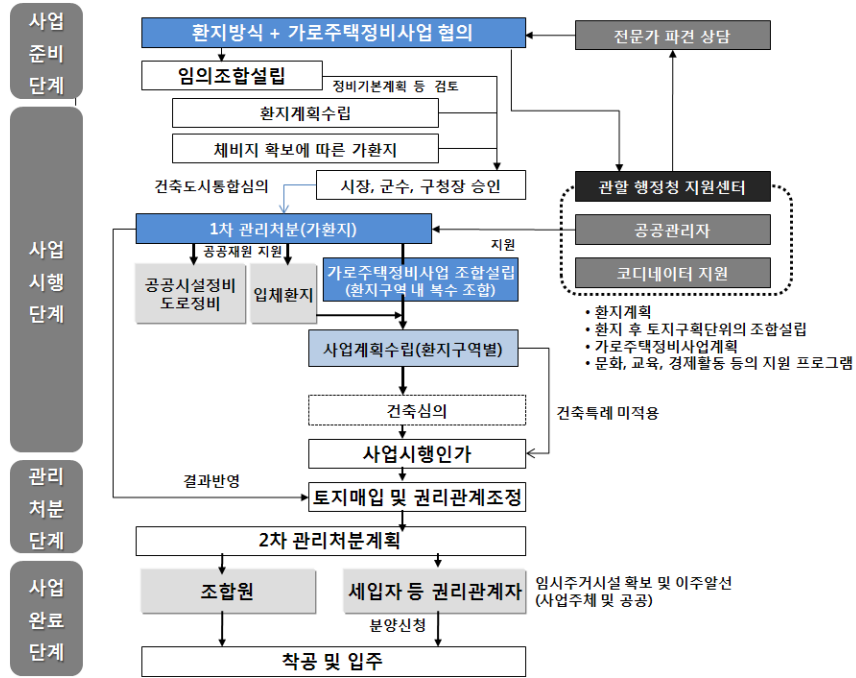 사업
준비
단계
환지방식 + 가로주택정비사업 협의
전문가 파견 상담
임의조합설립
정비기본계획 등 검토
환지계획수립
체비지 확보에 따른 가환지
사업
시행
단계
건축도시통합심의
시장, 군수, 구청장 승인
관할 행정청 지원센터
1차 관리처분(가환지)
공공관리자
지원
공공재원 지원
공공시설정비
도로정비
입체환지
가로주택정비사업 조합설립
(환지구역 내 복수 조합)
코디네이터 지원
• 환지계획
• 환지 후 토지구획단위의 조합설립
• 가로주택정비사업계획
• 문화, 교육, 경제활동 등의 지원 프로그램
사업계획수립(환지구역별)
건축심의
건축특례 미적용
사업시행인가
관리
처분
단계
결과반영
토지매입 및 권리관계조정
2차 관리처분계획
사업
완료
단계
조합원
세입자 등 권리관계자
임시주거시설 확보 및 이주알선
(사업주체 및 공공)
분양신청
착공 및 입주